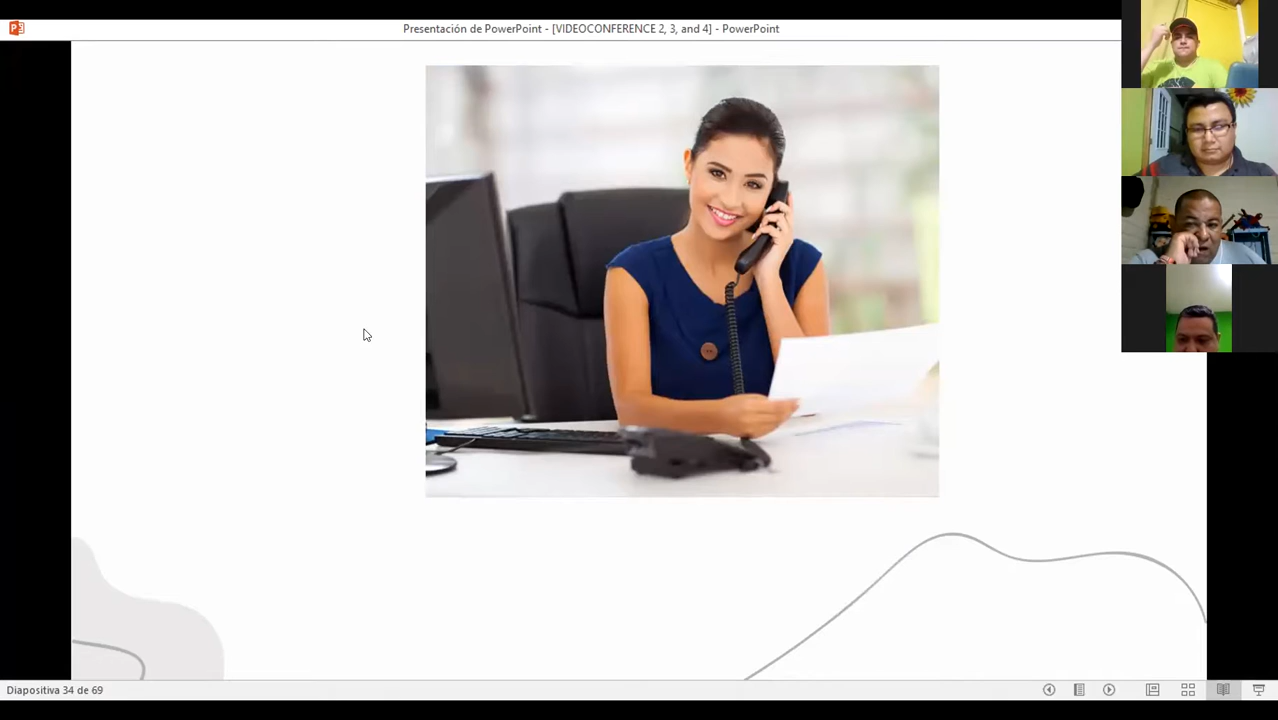 Presentación de PowerPoint - [VIDEOCONFERENCE 2, 3, and 4] - PowerPoint
Diapositiva 34 de 69